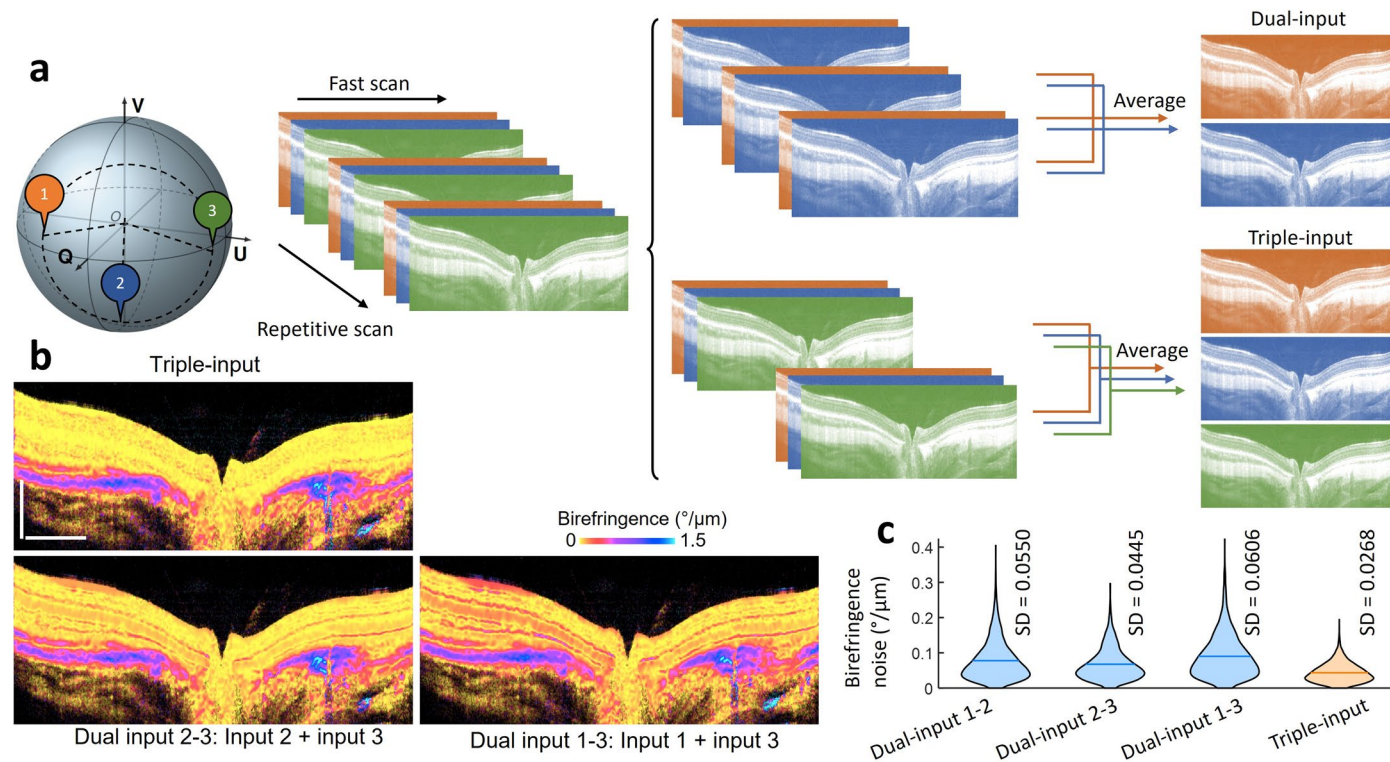 a
V
1
3
O
Q
U
2
Fast scan
Repetitive scan
Average
Dual-input
Triple-input
Average
b
Triple-input
Birefringence (°/µm)
0
1.5
Dual input 2-3: Input 2 + input 3
Dual input 1-3: Input 1 + input 3
c
Birefringence
noise (°/µm)
0.4
0.3
0.2
0.1
0
SD = 0.0550
SD = 0.0445
SD = 0.0606
SD = 0.0268
Dual-input 1-2
Dual-input 2-3
Dual-input 1-3
Triple-input